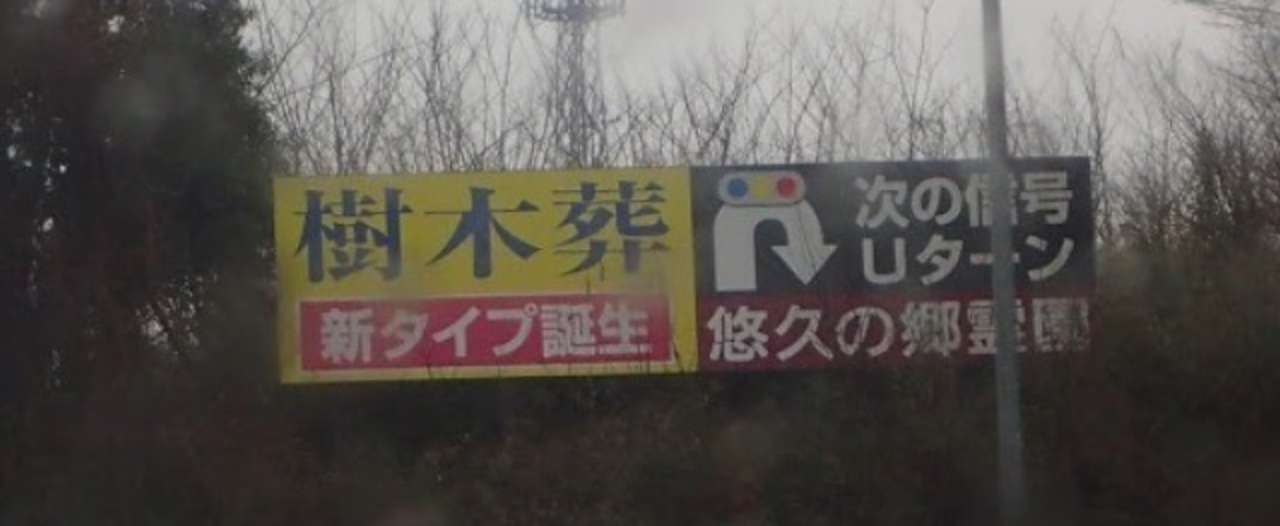 樹木葬
新タイプ誕生
次の信号
Uターン
悠久の郷霊園